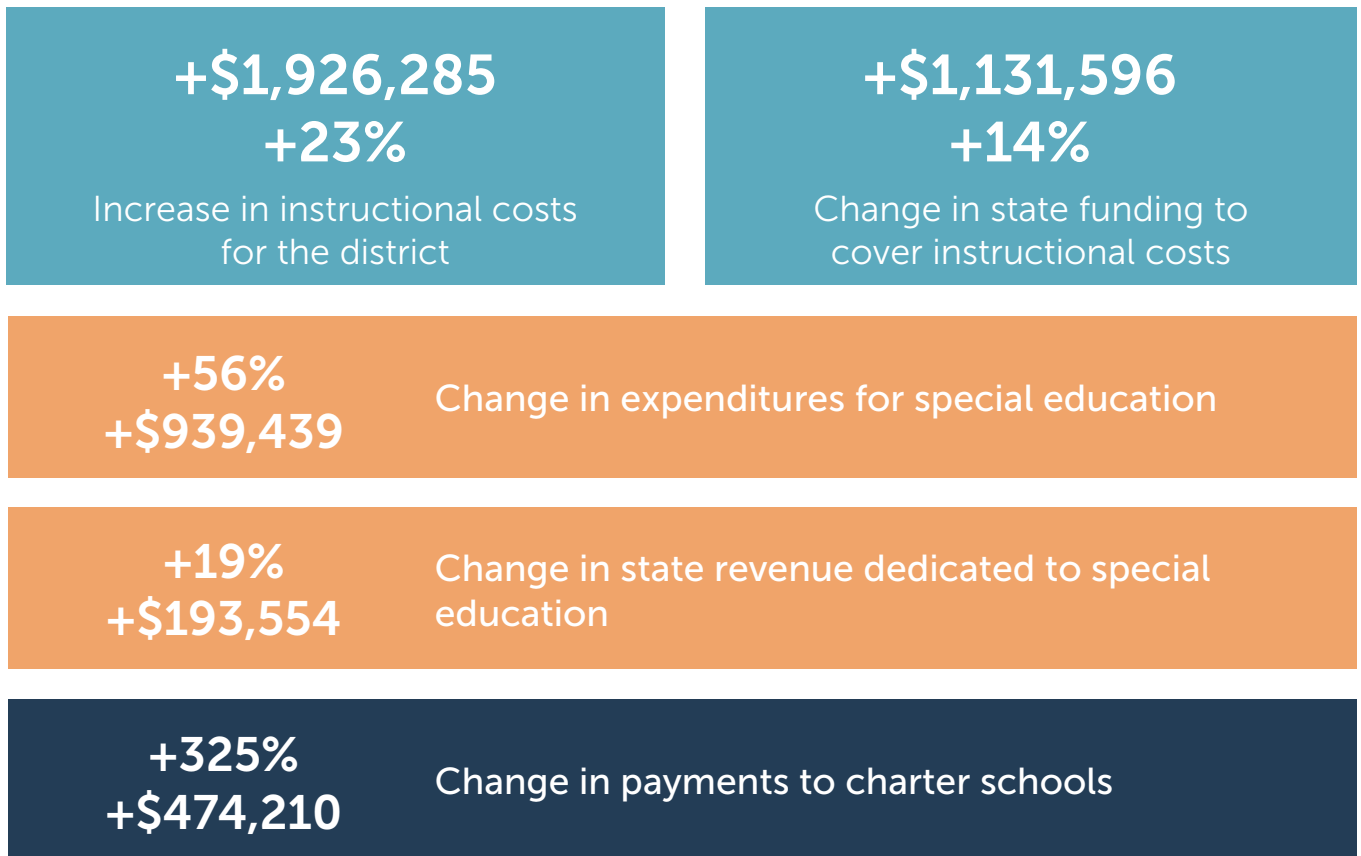 +$1,926,285
+23%
Increase in instructional costs
for the district
+$1,131,596
+14%
Change in state funding to
cover instructional costs
+56%
+$939,439
Change in expenditures for special education
+19%
+$193,554
Change in state revenue dedicated to special
education
+325%
+$474,210
Change in payments to charter schools